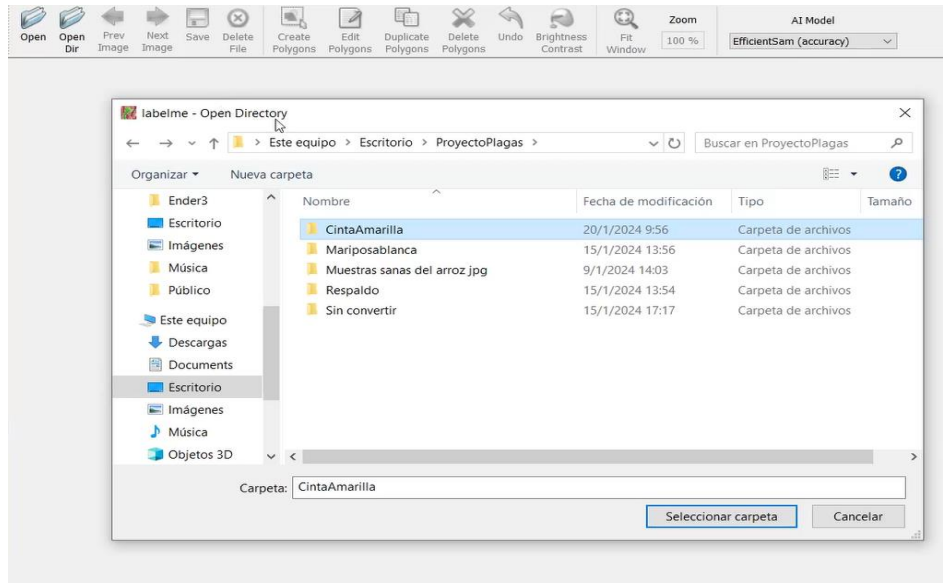 Open Open Dir Prev Image Next Image Save Delete File Create Polygons Edit Polygons Duplicate Polygons Delete Polygons Undo Brightness Contrast Fit Window Zoom 100 % AI Model EfficientSam (accuracy)
labelme - Open Directory
Este equipo > Escritorio > ProyectoPlagas > Buscar en ProyectoPlagas
Organizar Nueva carpeta
Ender3
Escritorio
Imágenes
Música
Público
Este equipo
Descargas
Documents
Escritorio
Imágenes
Música
Objetos 3D
Nombre Fecha de modificación Tipo Tamaño
CintaAmarilla 20/1/2024 9:56 Carpeta de archivos
Mariposablanca 15/1/2024 13:56 Carpeta de archivos
Muestras sanas del arroz jpg 9/1/2024 14:03 Carpeta de archivos
Respaldo 15/1/2024 13:54 Carpeta de archivos
Sin convertir 15/1/2024 17:17 Carpeta de archivos
Carpeta: CintaAmarilla
Seleccionar carpeta Cancelar